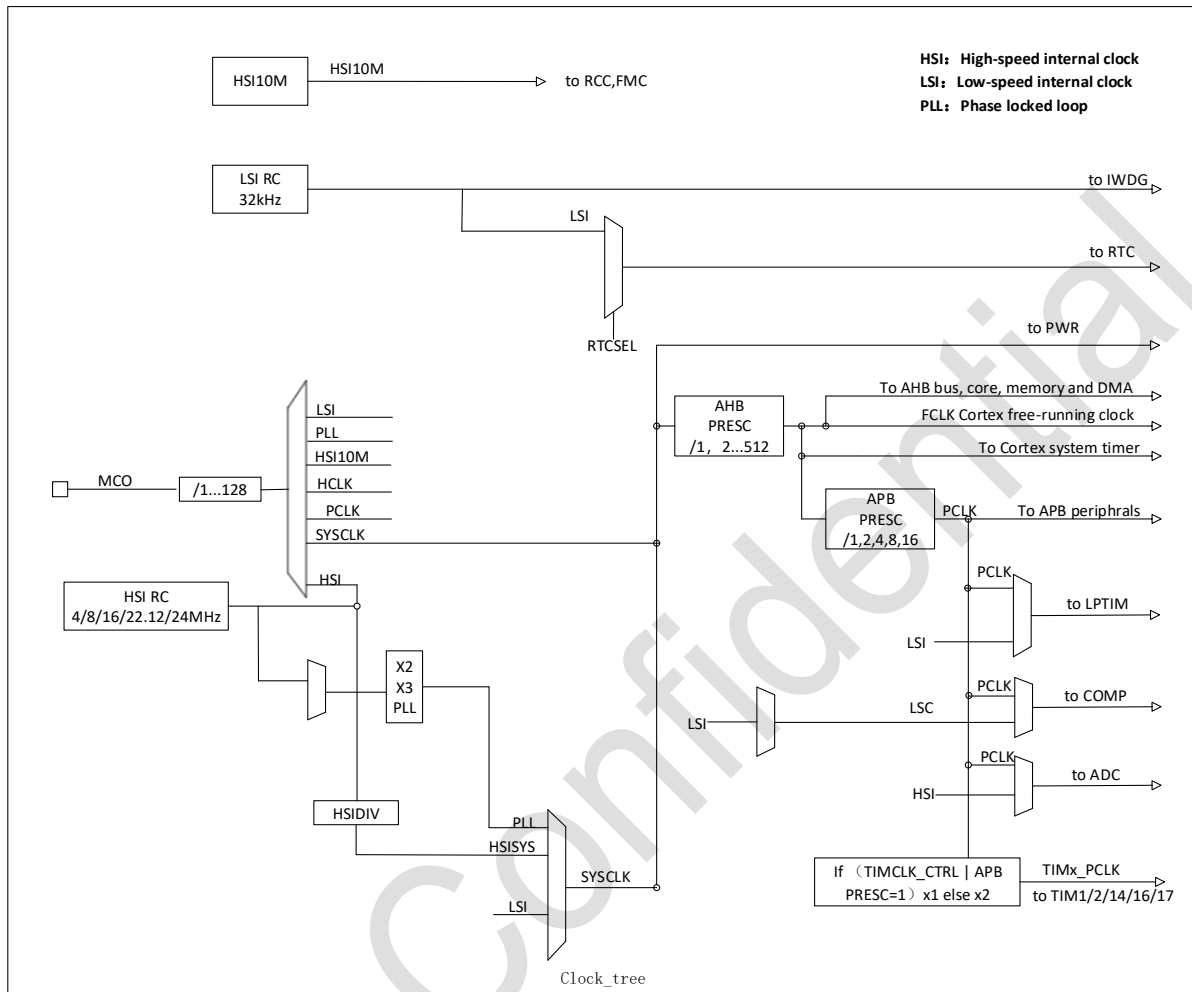 HSI10M
HSI10M
to RCC,FMC
HSI：High-speed internal clock
LSI：Low-speed internal clock
PLL：Phase locked loop
LSI RC
32kHz
to IWDG
LSI
to RTC
RTCSEL
to PWR
LSI
PLL
HSI10M
HCLK
PCLK
SYSCLK
HSI
MCO
/1...128
AHB
PRESC
/1，2...512
To AHB bus, core, memory and DMA
FCLK Cortex free-running clock
To Cortex system timer
APB
PRESC
/1,2,4,8,16
PCLK
To APB periphrals
HSI RC
4/8/16/22.12/24MHz
PCLK
LSI
to LPTIM
X2
X3
PLL
LSI
LSC
PCLK
to COMP
PCLK
HSI
to ADC
HSIDIV
PLL
HSISYS
LSI
SYSCLK
If （TIMCLK_CTRL | APB
PRESC=1）x1 else x2
TIMx_PCLK
to TIM1/2/14/16/17
Clock_tree
Confidential